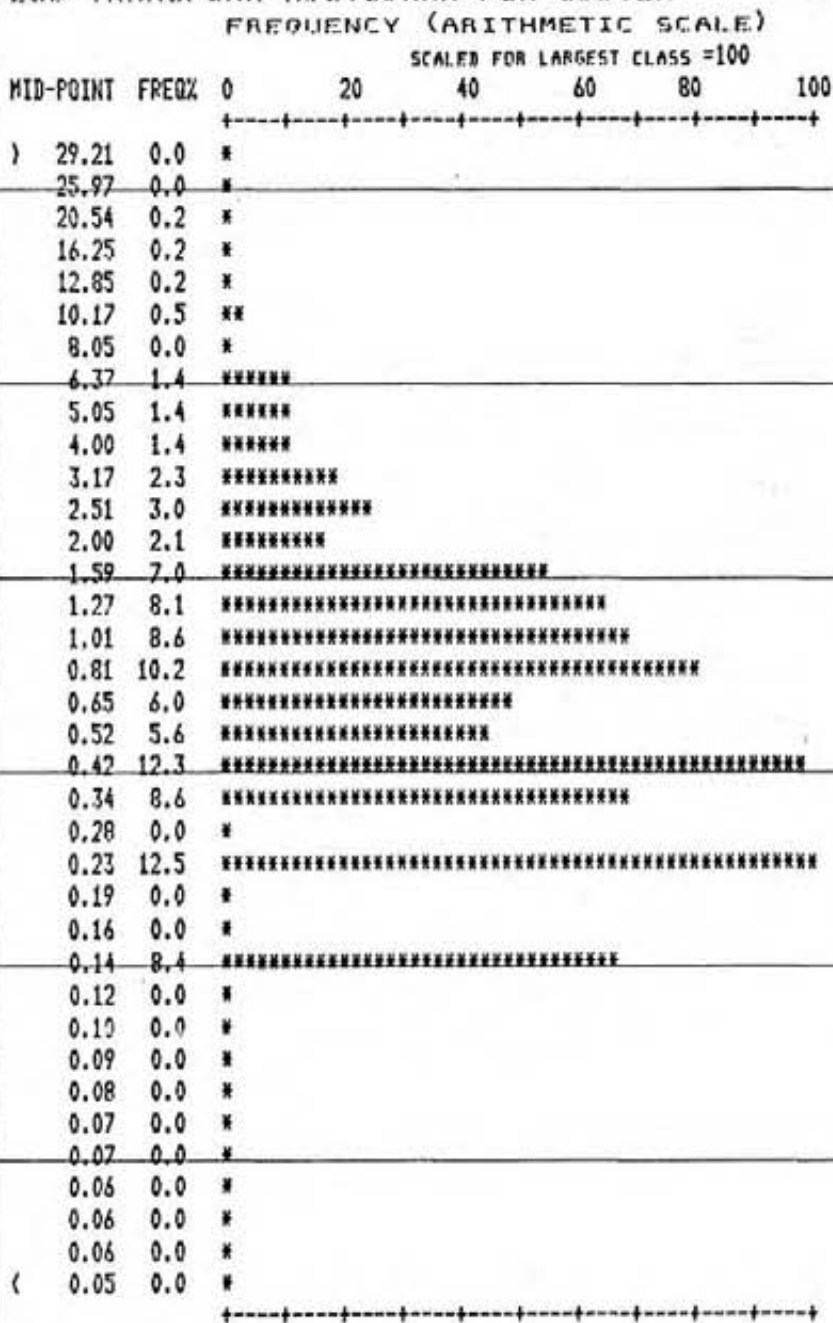 FREQUENCY (ARITHMETIC SCALE)
SCALED FOR LARGEST CLASS =100
MID-POINT FREQ% 0 20 40 60 80 100
+----+----+----+----+----+----+----+----+----+----+
) 29.21 0.0 *
25.97 0.0 *
20.54 0.2 *
16.25 0.2 *
12.85 0.2 *
10.17 0.5 **
8.05 0.0 *
6.37 1.4 ******
5.05 1.4 ******
4.00 1.4 ******
3.17 2.3 **********
2.51 3.0 *************
2.00 2.1 *********
1.59 7.0 ****************************
1.27 8.1 *********************************
1.01 8.6 ***********************************
0.81 10.2 *****************************************
0.65 6.0 *************************
0.52 5.6 ***********************
0.42 12.3 **************************************************
0.34 8.6 ***********************************
0.28 0.0 *
0.23 12.5 ***************************************************
0.19 0.0 *
0.16 0.0 *
0.14 8.4 **********************************
0.12 0.0 *
0.10 0.0 *
0.09 0.0 *
0.08 0.0 *
0.07 0.0 *
0.07 0.0 *
0.06 0.0 *
0.06 0.0 *
0.06 0.0 *
( 0.05 0.0 *
+----+----+----+----+----+----+----+----+----+----+